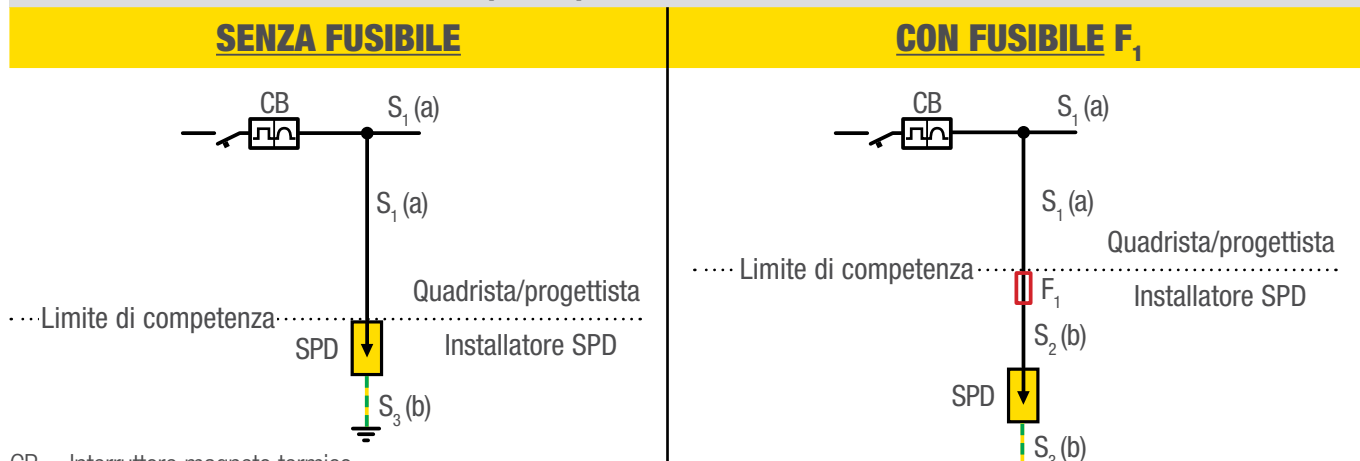 SENZA FUSIBILE
CB
S₁ (a)
S₁ (a)
Quadrista/progettista
Limite di competenza
SPD
Installatore SPD
S₃ (b)
CON FUSIBILE F₁
CB
S₁ (a)
S₁ (a)
Quadrista/progettista
Limite di competenza
F₁
Installatore SPD
S₂ (b)
SPD
S₃ (b)